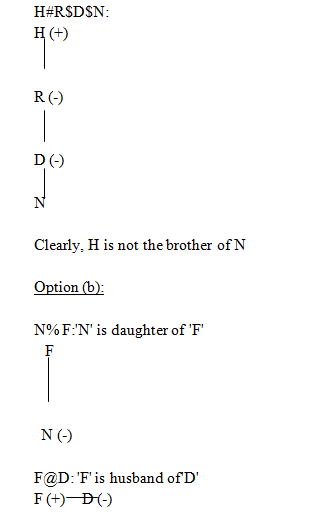 H#R$D$N:
H (+)
R (-)
D (-)
N
Clearly, H is not the brother of N
Option (b):
N%F:'N' is daughter of 'F'
F
N (-)
F@D: 'F' is husband of'D'
F (+) D (-)